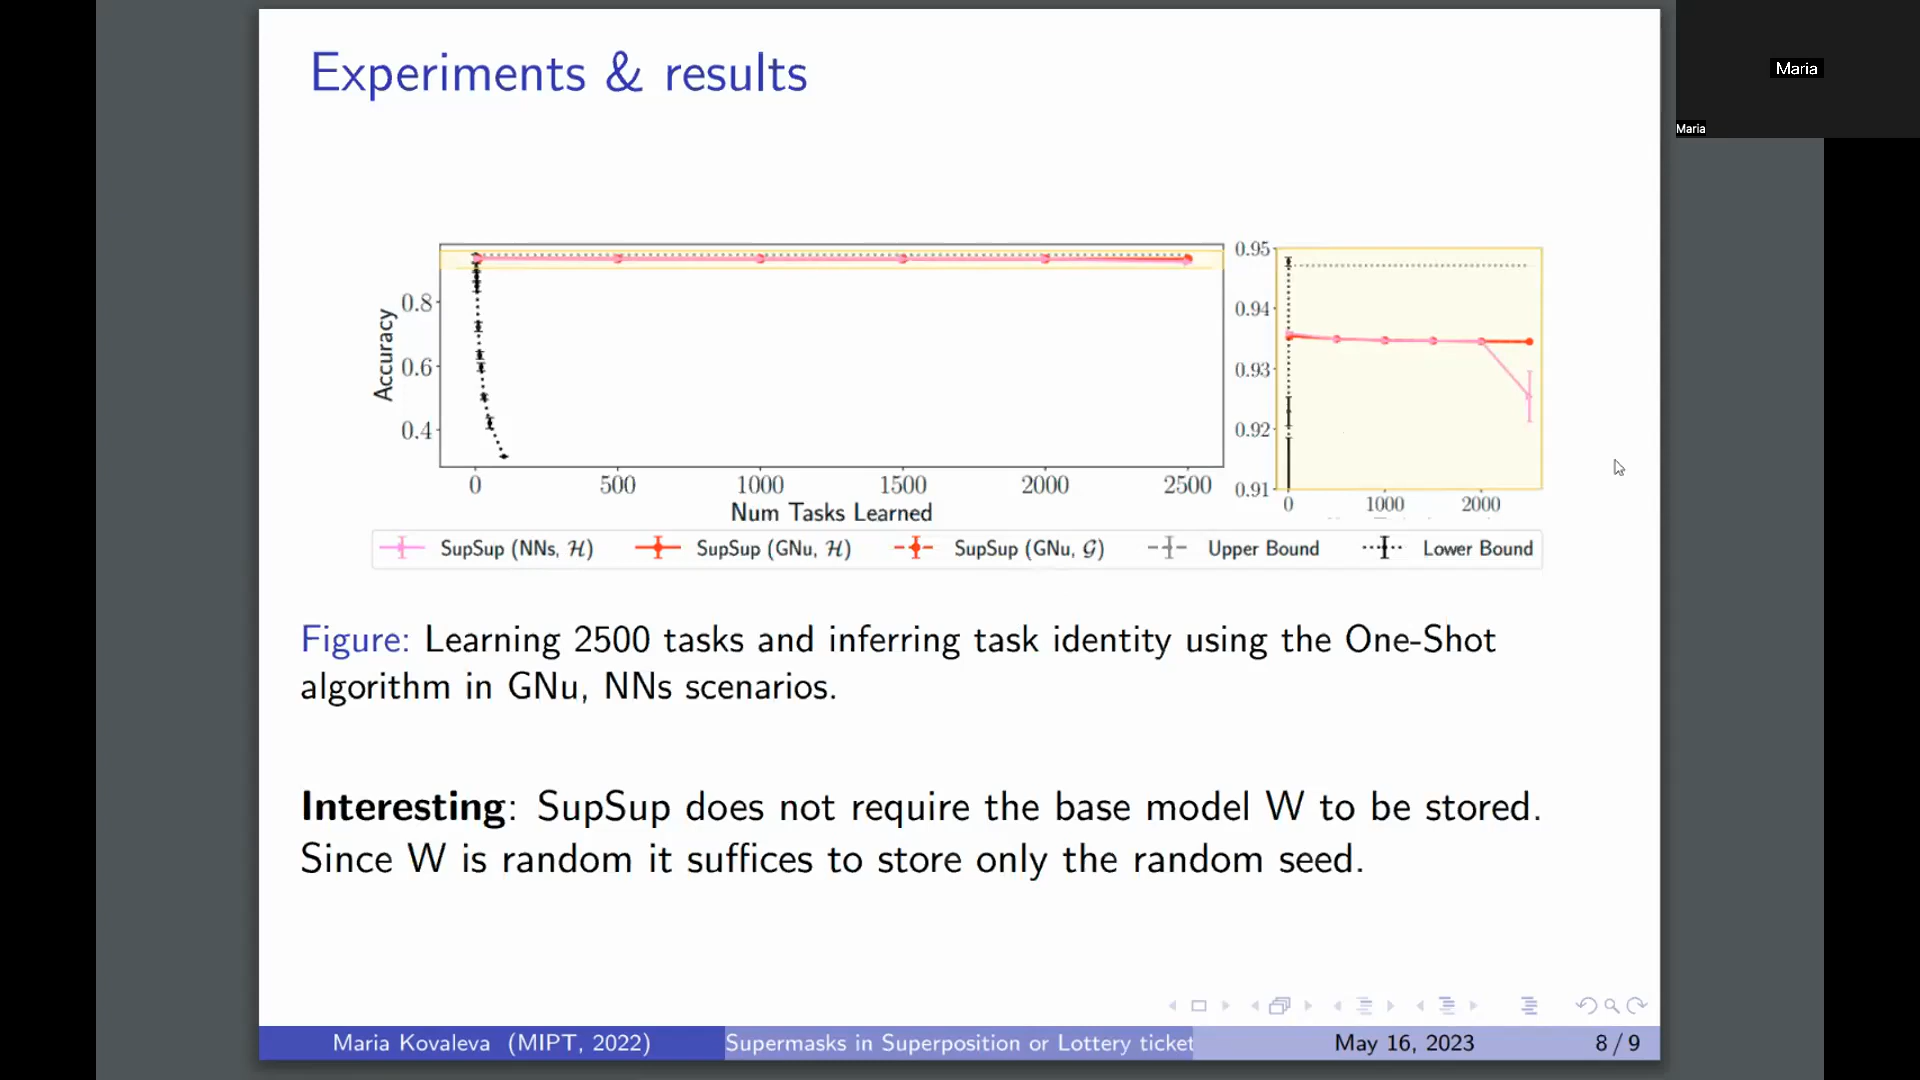 Experiments & results
Maria
Maria
0.8
0.6
0.4
Accuracy
0 500 1000 1500 2000 2500
Num Tasks Learned
0.95
0.94
0.93
0.92
0.91
0 1000 2000
SupSup (NNs, ℋ) SupSup (GNu, ℋ) SupSup (GNu, 𝒢) Upper Bound Lower Bound
Figure: Learning 2500 tasks and inferring task identity using the One-Shot
algorithm in GNu, NNs scenarios.
Interesting: SupSup does not require the base model W to be stored.
Since W is random it suffices to store only the random seed.
Maria Kovaleva (MIPT, 2022) Supermasks in Superposition or Lottery ticket May 16, 2023 8 / 9